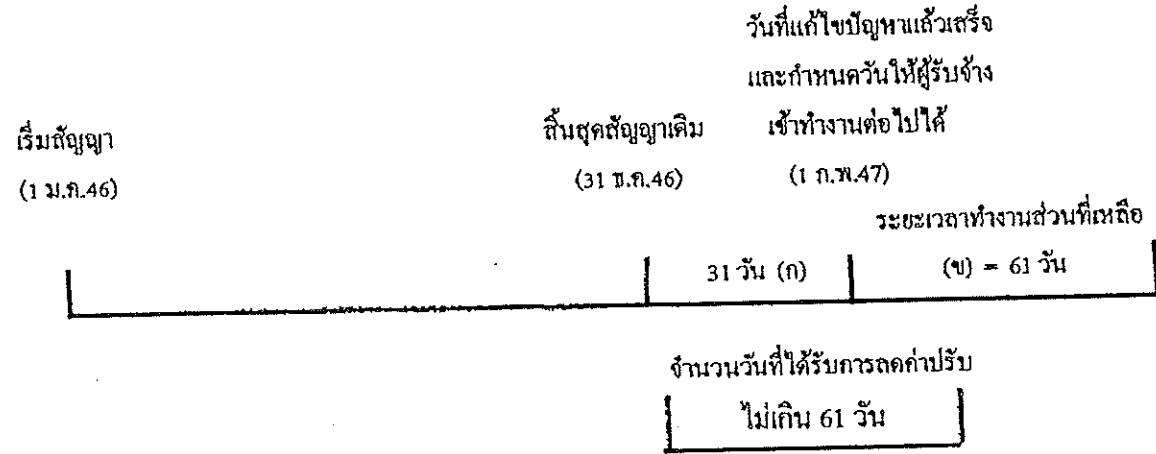 วันที่แก้ไขปัญหาแล้วเสร็จ
และกำหนดวันให้ผู้รับจ้าง
เริ่มสัญญา
สิ้นสุดสัญญาเดิม
เข้าทำงานต่อไปได้
(1 ม.ค.46)
(31 ธ.ค.46)
(1 ก.พ.47)
ระยะเวลาทำงานส่วนที่เหลือ
31 วัน (ก)
(ข) = 61 วัน
จำนวนวันที่ได้รับการลดค่าปรับ
ไม่เกิน 61 วัน